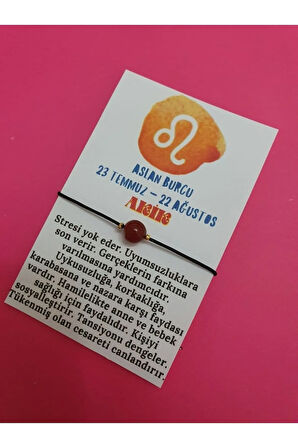 ASLAN BURCU
23 TEMMUZ – 22 AĞUSTOS
Akik
Stresi yok eder. Uyumsuzluklara
son verir. Gerçeklerin farkına
varılmasına yardımcıdır.
Uykusuzluğa, korkaklığa,
karabasana ve nazara karşı faydası
vardır. Hamilelikte anne ve bebek
sağlığı için faydalıdır. Kişiyi
sosyalleştirir. Tansiyonu dengeler.
Tükenmiş olan cesareti canlandırır.